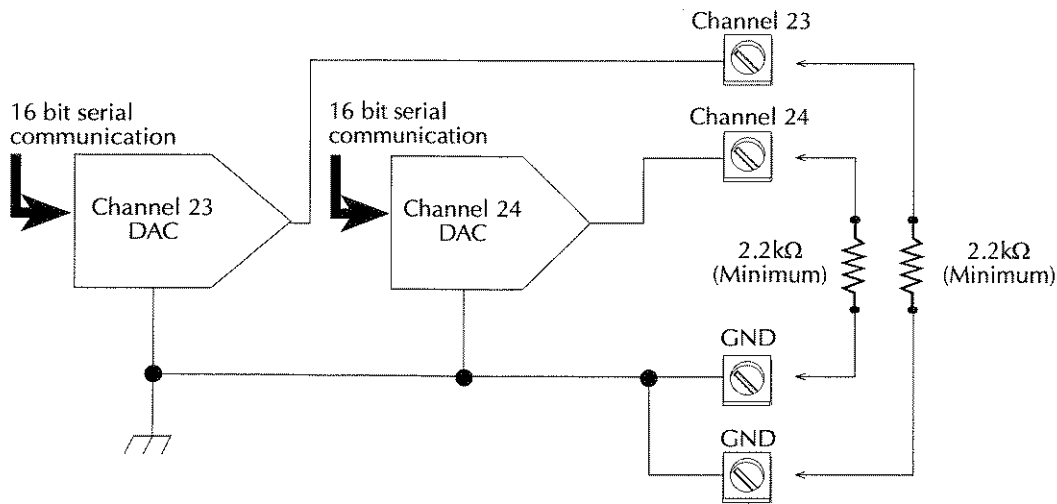 Channel 23
16 bit serial
communication
16 bit serial
communication
Channel 24
Channel 23
DAC
Channel 24
DAC
2.2kΩ
(Minimum)
2.2kΩ
(Minimum)
GND
GND